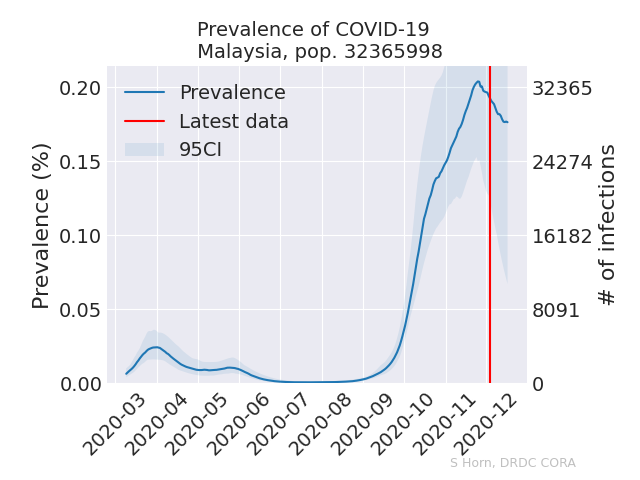 Prevalence of COVID-19
Malaysia, pop. 32365998
Prevalence
Latest data
95CI
Prevalence (%)
0.20
0.15
0.10
0.05
0.00
32365
24274
16182
8091
0
# of infections
2020-03
2020-04
2020-05
2020-06
2020-07
2020-08
2020-09
2020-10
2020-11
2020-12
S Horn, DRDC CORA